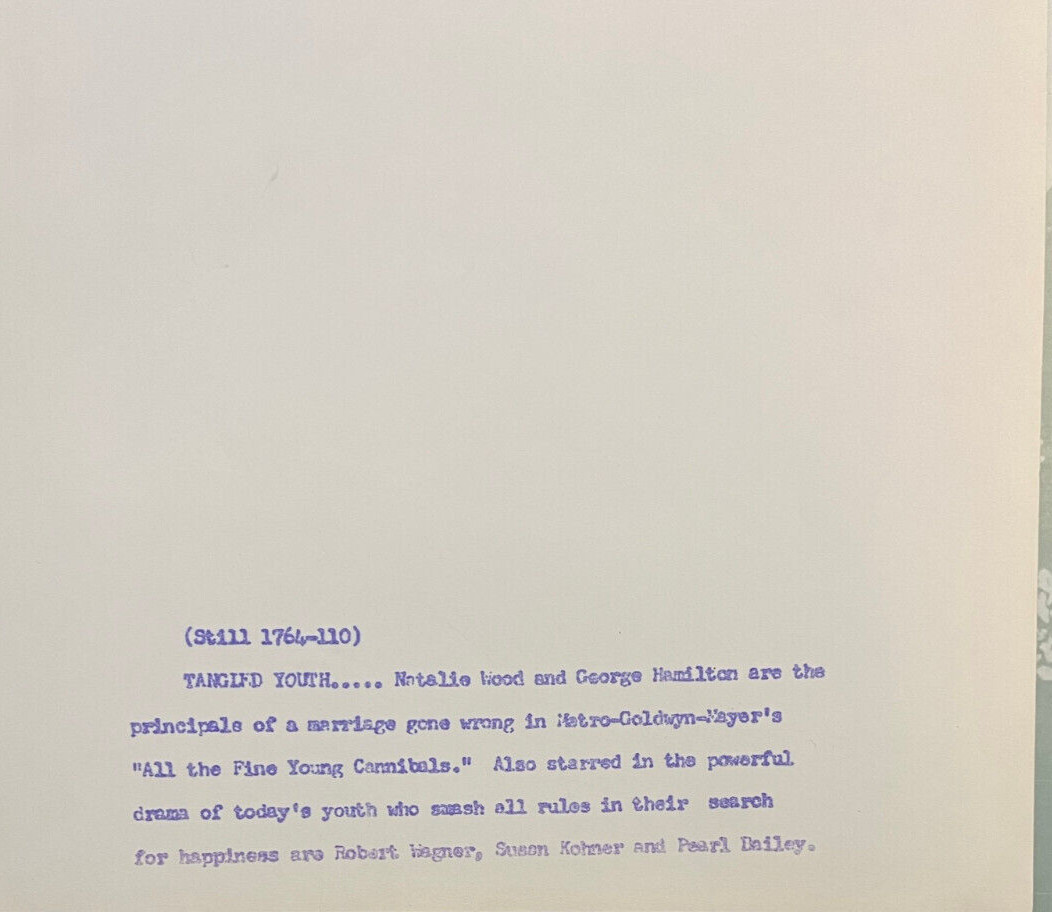 (Still 1764-110)
TANGLED YOUTH..... Natalie Wood and George Hamilton are the
principals of a marriage gone wrong in Metro-Goldwyn-Mayer's
"All the Fine Young Cannibals." Also starred in the powerful
drama of today's youth who smash all rules in their search
for happiness are Robert Wagner, Susan Kohner and Pearl Bailey.